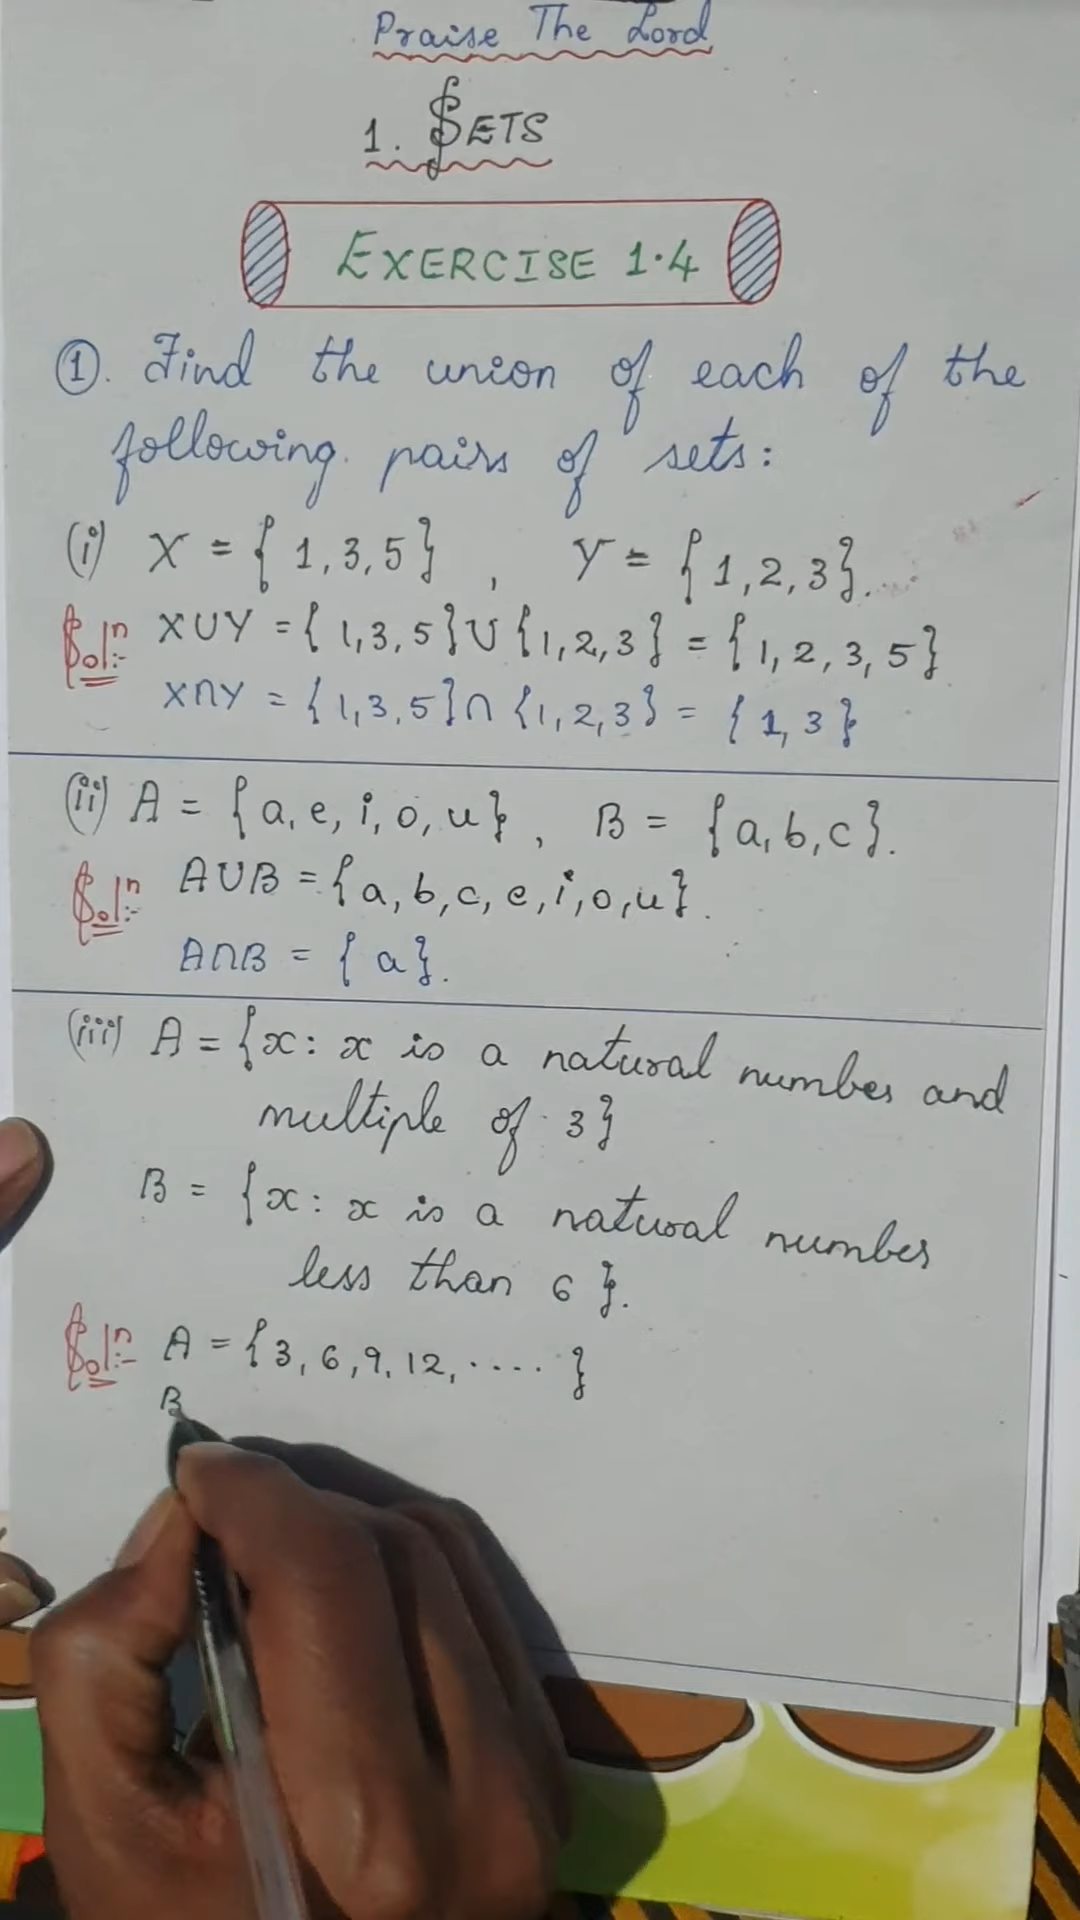 Praise The Lord
1. SETS
EXERCISE 1.4
①. Find the union of each of the
following pairs of sets:
(i) X = { 1, 3, 5} , Y = {1, 2, 3}.
Solⁿ:- X∪Y = { 1, 3, 5} ∪ {1, 2, 3} = {1, 2, 3, 5}
X∩Y = {1, 3, 5} ∩ {1, 2, 3} = {1, 3}
(ii) A = {a, e, i, o, u} , B = {a, b, c}.
Solⁿ:- A∪B = {a, b, c, e, i, o, u}.
A∩B = { a}.
(iii) A = {x: x is a natural number and
multiple of 3}
B = {x: x is a natural number
less than 6}.
Solⁿ:- A = {3, 6, 9, 12, ....}
B